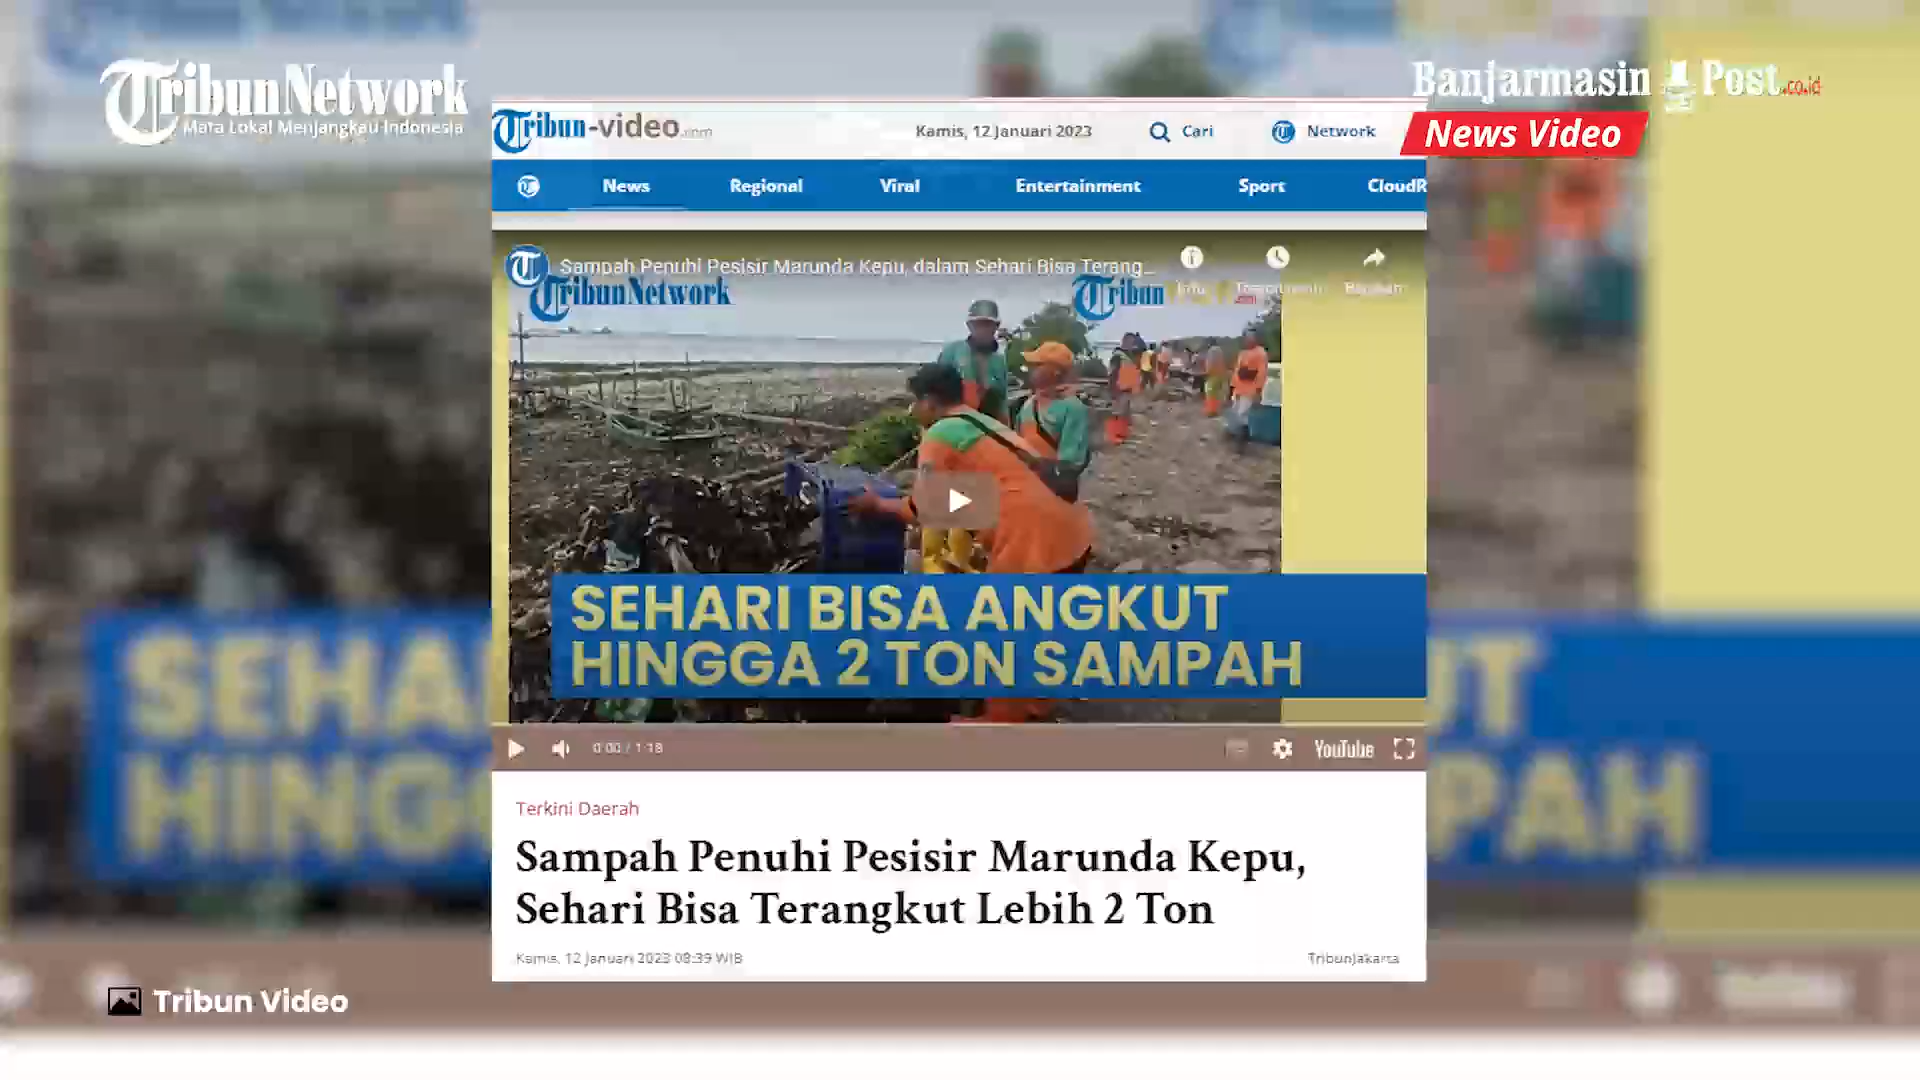 TribunNetwork
Mata Lokal Menjangkau Indonesia
Banjarmasin Post.co.id
News Video
Tribun-video.com
Kamis, 12 Januari 2023
Cari
Network
News
Regional
Viral
Entertainment
Sport
CloudR
Sampah Penuhi Pesisir Marunda Kepu, dalam Sehari Bisa Terang...
TribunNetwork
Tribun
SEHARI BISA ANGKUT
HINGGA 2 TON SAMPAH
0:00 / 1:18
YouTube
Terkini Daerah
Sampah Penuhi Pesisir Marunda Kepu,
Sehari Bisa Terangkut Lebih 2 Ton
Kamis, 12 Januari 2023 08:39 WIB
TribunJakarta
Tribun Video